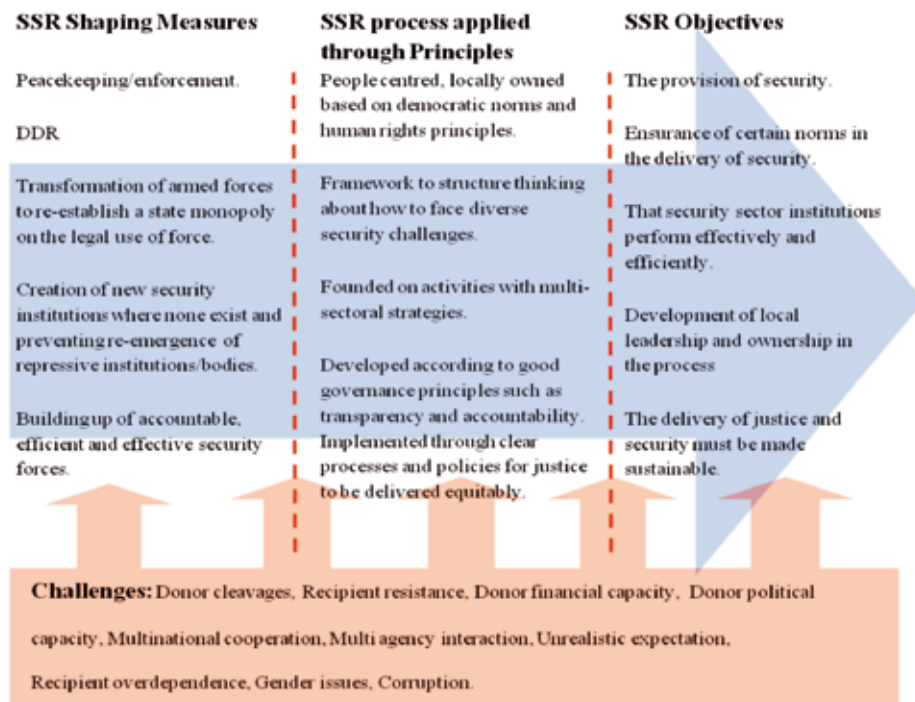 SSR Shaping Measures
Peacekeeping/enforcement.
DDR
Transformation of armed forces
to re-establish a state monopoly
on the legal use of force.
Creation of new security
institutions where none exist and
preventing re-emergence of
repressive institutions/bodies.
Building up of accountable,
efficient and effective security
forces.
SSR process applied
through Principles
People centred, locally owned
based on democratic norms and
human rights principles.
Framework to structure thinking
about how to face diverse
security challenges.
Founded on activities with multi-
sectoral strategies.
Developed according to good
governance principles such as
transparency and accountability.
Implemented through clear
processes and policies for justice
to be delivered equitably.
SSR Objectives
The provision of security.
Ensurance of certain norms in
the delivery of security.
That security sector institutions
perform effectively and
efficiently.
Development of local
leadership and ownership in
the process
The delivery of justice and
security must be made
sustainable.
Challenges: Donor cleavages, Recipient resistance, Donor financial capacity, Donor political
capacity, Multinational cooperation, Multi agency interaction, Unrealistic expectation,
Recipient overdependence, Gender issues, Corruption.